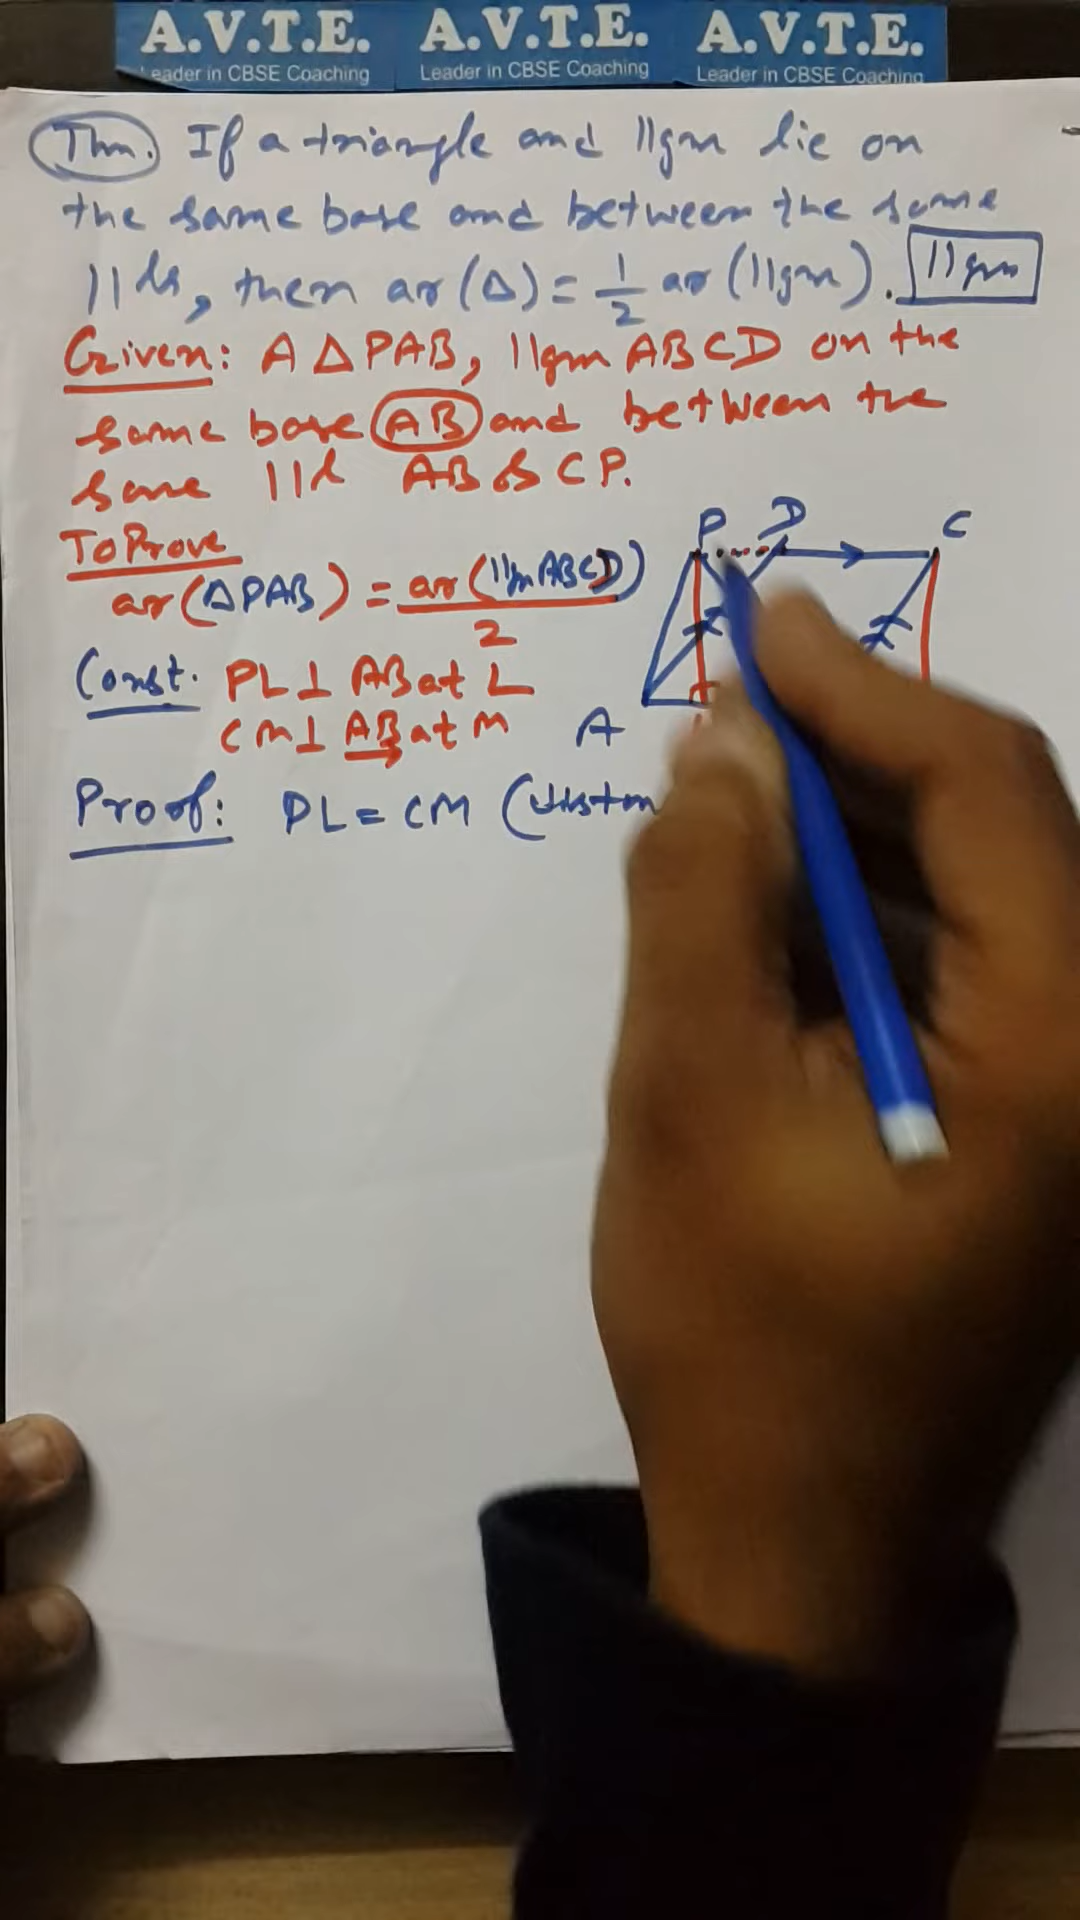 A.V.T.E. A.V.T.E. A.V.T.E.
Leader in CBSE Coaching Leader in CBSE Coaching Leader in CBSE Coaching
Thm. If a triangle and ||gm lie on
the same base and between the same
||ls, then ar(Δ) = 1/2 ar(||gm). ||gm
Given: A Δ PAB, ||gm ABCD on the
same base AB and between the
same ||l AB & CP.
To Prove
ar(ΔPAB) = ar(||gm ABCD)/2
P D C
Const. PL ⊥ AB at L
CM ⊥ AB at M
A
Proof: PL = CM